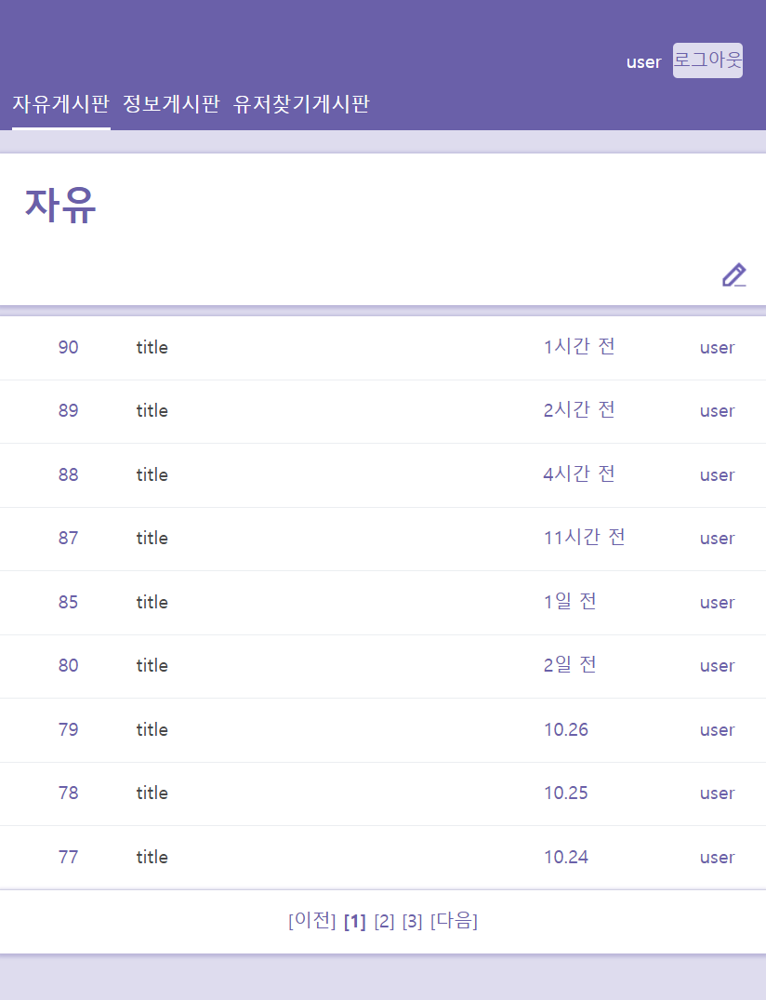 user 로그아웃
자유게시판 정보게시판 유저찾기게시판
자유
90 title 1시간 전 user
89 title 2시간 전 user
88 title 4시간 전 user
87 title 11시간 전 user
85 title 1일 전 user
80 title 2일 전 user
79 title 10.26 user
78 title 10.25 user
77 title 10.24 user
[이전] [1] [2] [3] [다음]